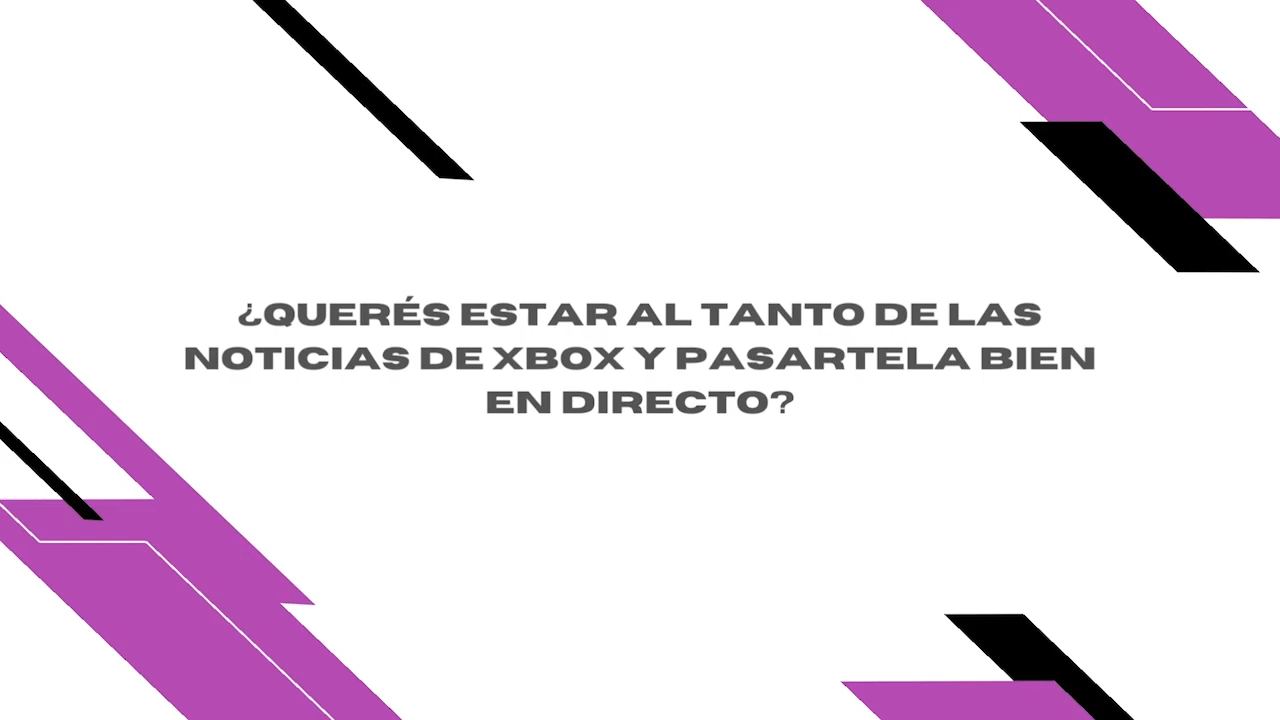 ¿QUERÉS ESTAR AL TANTO DE LAS
NOTICIAS DE XBOX Y PASARTELA BIEN
EN DIRECTO?